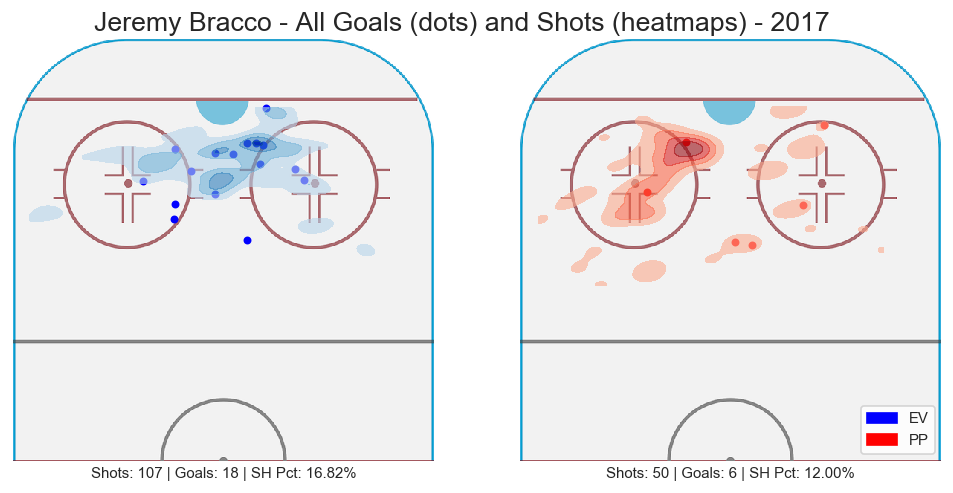 Jeremy Bracco - All Goals (dots) and Shots (heatmaps) - 2017
EV
PP
Shots: 107 | Goals: 18 | SH Pct: 16.82%
Shots: 50 | Goals: 6 | SH Pct: 12.00%